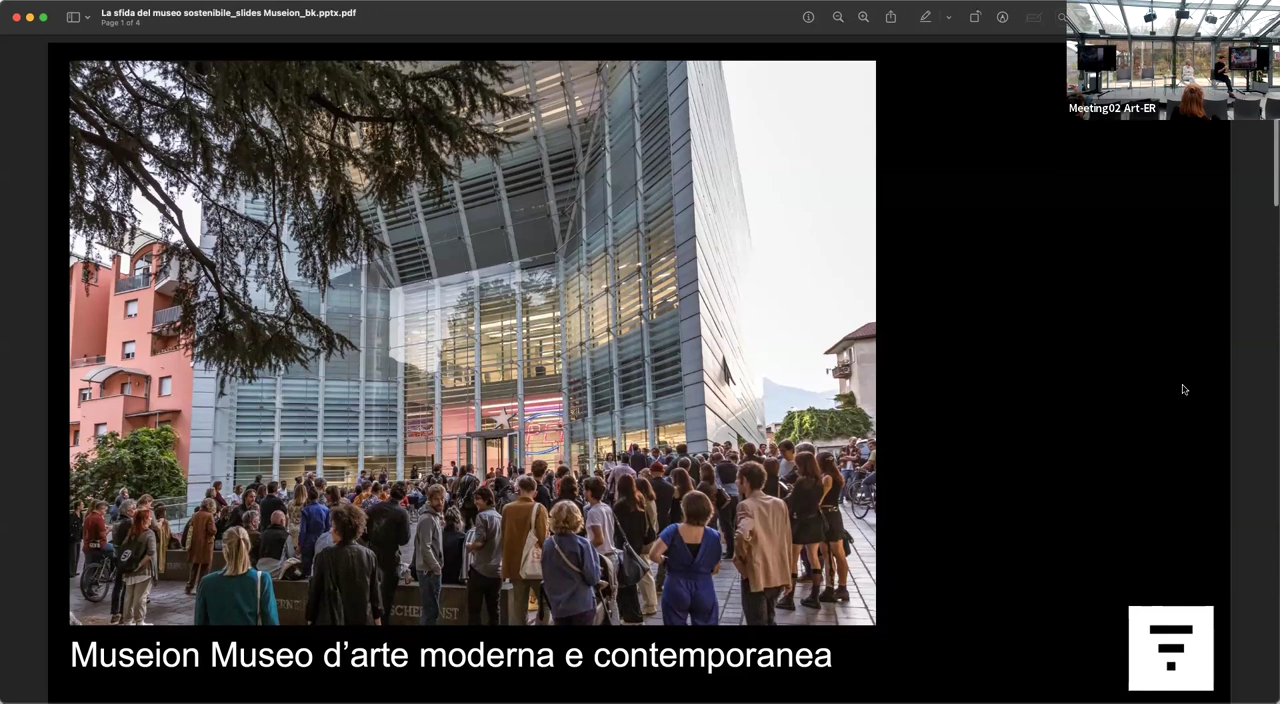 La sfida del museo sostenibile_slides Museion_bk.pptx.pdf
Page 1 of 4
Meeting02 Art-ER
Museion Museo d’arte moderna e contemporanea